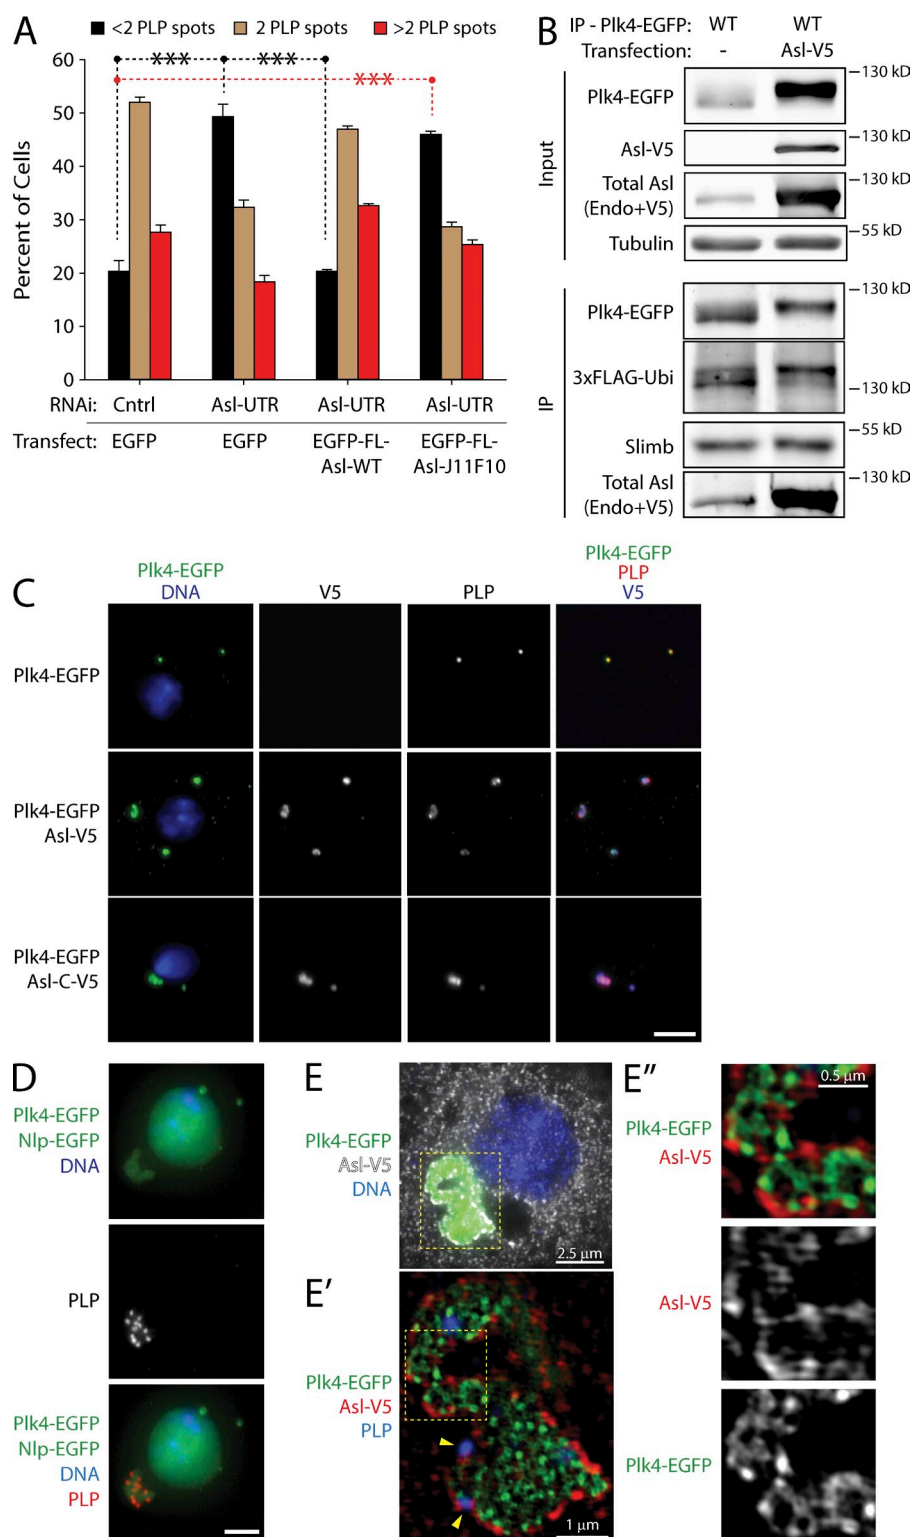 A
<2 PLP spots 2 PLP spots >2 PLP spots
***
***
***
60
50
40
30
20
10
0
Percent of Cells
RNAi: Cntrl Asl-UTR Asl-UTR Asl-UTR
Transfect: EGFP EGFP EGFP-FL- EGFP-FL-
Asl-WT Asl-J11F10
B
IP - Plk4-EGFP: WT WT
Transfection: - Asl-V5
Input
Plk4-EGFP
130 kD
Asl-V5
130 kD
Total Asl
(Endo+V5)
130 kD
Tubulin
55 kD
IP
Plk4-EGFP
130 kD
3xFLAG-Ubi
130 kD
Slimb
55 kD
Total Asl
(Endo+V5)
130 kD
C
Plk4-EGFP
DNA
V5
PLP
Plk4-EGFP
PLP
V5
Plk4-EGFP
Plk4-EGFP
Asl-V5
Plk4-EGFP
Asl-C-V5
D
Plk4-EGFP
Nlp-EGFP
DNA
PLP
Plk4-EGFP
Nlp-EGFP
DNA
PLP
E
Plk4-EGFP
Asl-V5
DNA
2.5 µm
E'
Plk4-EGFP
Asl-V5
PLP
1 µm
E"
0.5 µm
Plk4-EGFP
Asl-V5
Asl-V5
Plk4-EGFP